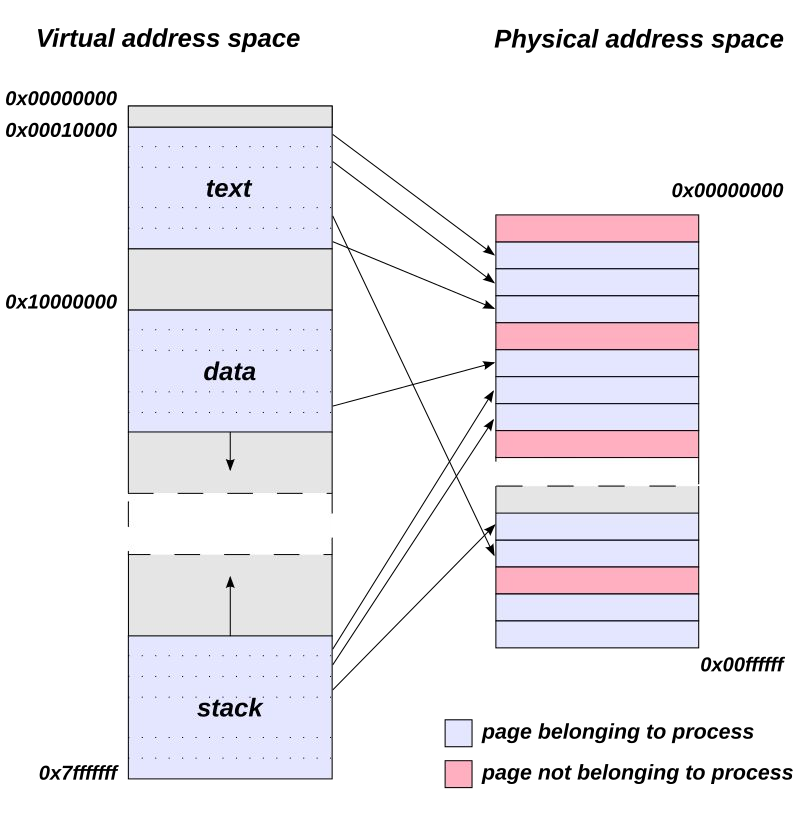 Virtual address space
Physical address space
0x00000000
0x00010000
text
0x00000000
0x10000000
data
stack
0x00ffffff
page belonging to process
0x7fffffff
page not belonging to process